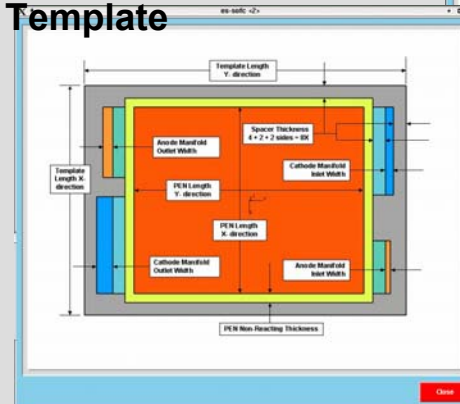 Template
es-sofc <2>
Template Length
Y- direction
Spacer Thickness
4 + 2 + 2 sides = 8X
Anode Manifold
Outlet Width
Cathode Manifold
Inlet Width
Template
Length X-
direction
PEN Length
Y- direction
PEN Length
X- direction
Cathode Manifold
Outlet Width
Anode Manifold
Inlet Width
PEN Non-Reacting Thickness
Close